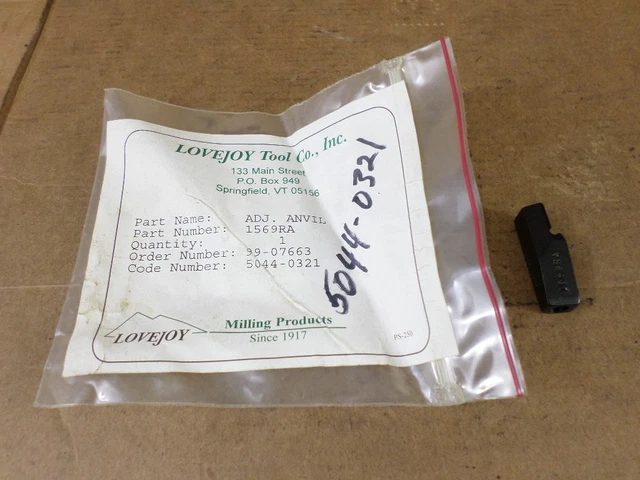 LOVEJOY Tool Co., Inc.
133 Main Street
P.O. Box 949
Springfield, VT 05156
Part Name: ADJ. ANVIL
Part Number: 1569RA
Quantity: 1
Order Number: 99-07663
Code Number: 5044-0321
5044-0321
LOVEJOY
Milling Products
Since 1917
PS-250